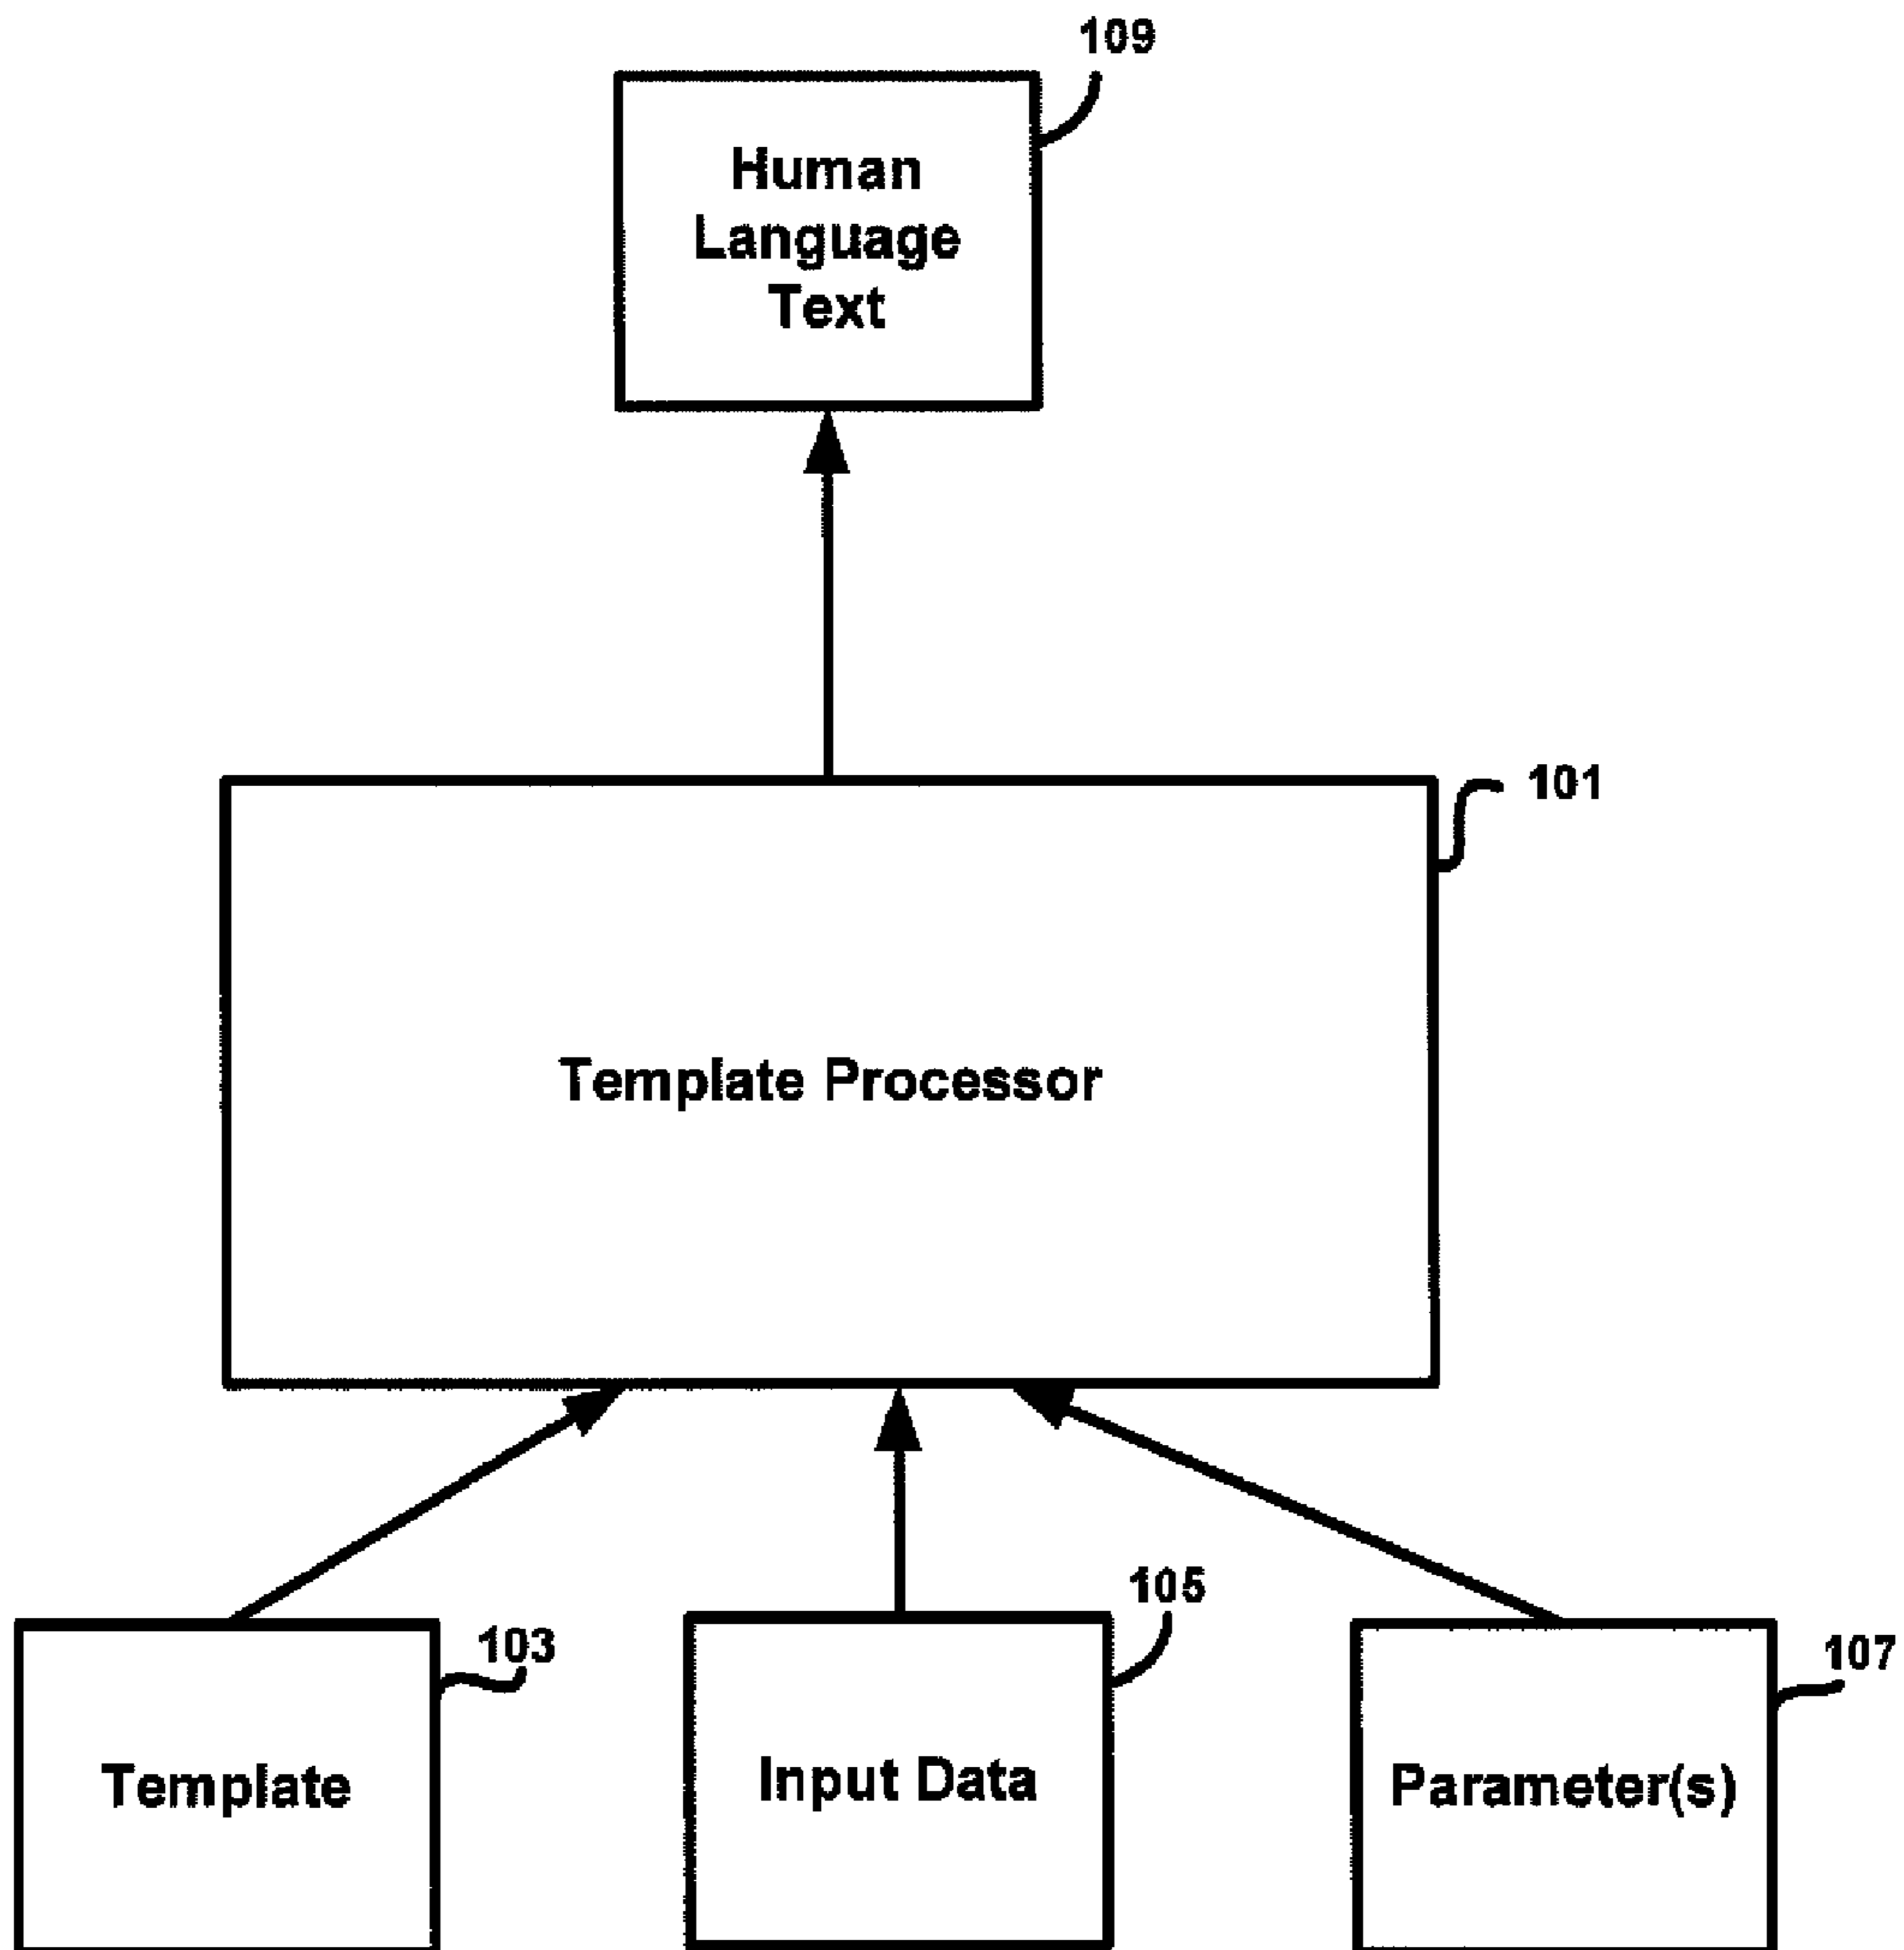 109
Human
Language
Text
101
Template Processor
105
103
107
Template
Input Data
Parameter(s)